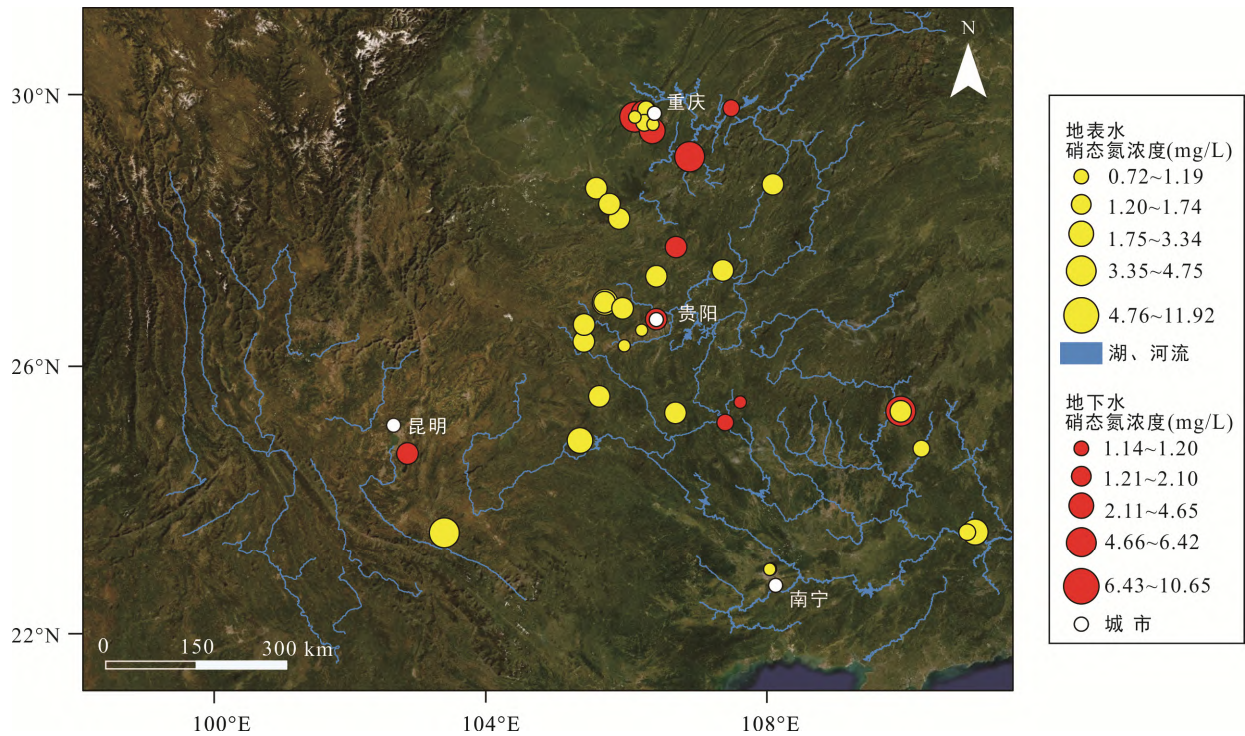 N
30°N
26°N
22°N
重庆
贵阳
昆明
南宁
0 150 300 km
100°E 104°E 108°E
地表水
硝态氮浓度(mg/L)
0.72~1.19
1.20~1.74
1.75~3.34
3.35~4.75
4.76~11.92
湖、河流
地下水
硝态氮浓度(mg/L)
1.14~1.20
1.21~2.10
2.11~4.65
4.66~6.42
6.43~10.65
城 市